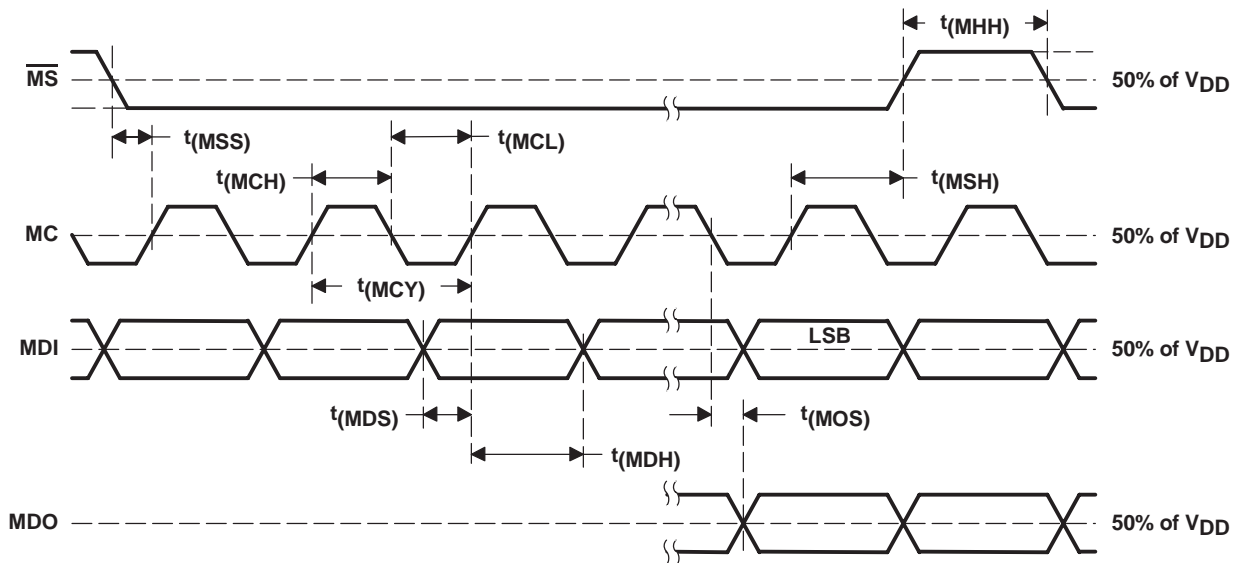 t(MHH)
MS 50% of VDD
t(MSS) t(MCL)
t(MCH) t(MSH)
MC 50% of VDD
t(MCY)
LSB
MDI 50% of VDD
t(MDS) t(MOS)
t(MDH)
MDO 50% of VDD